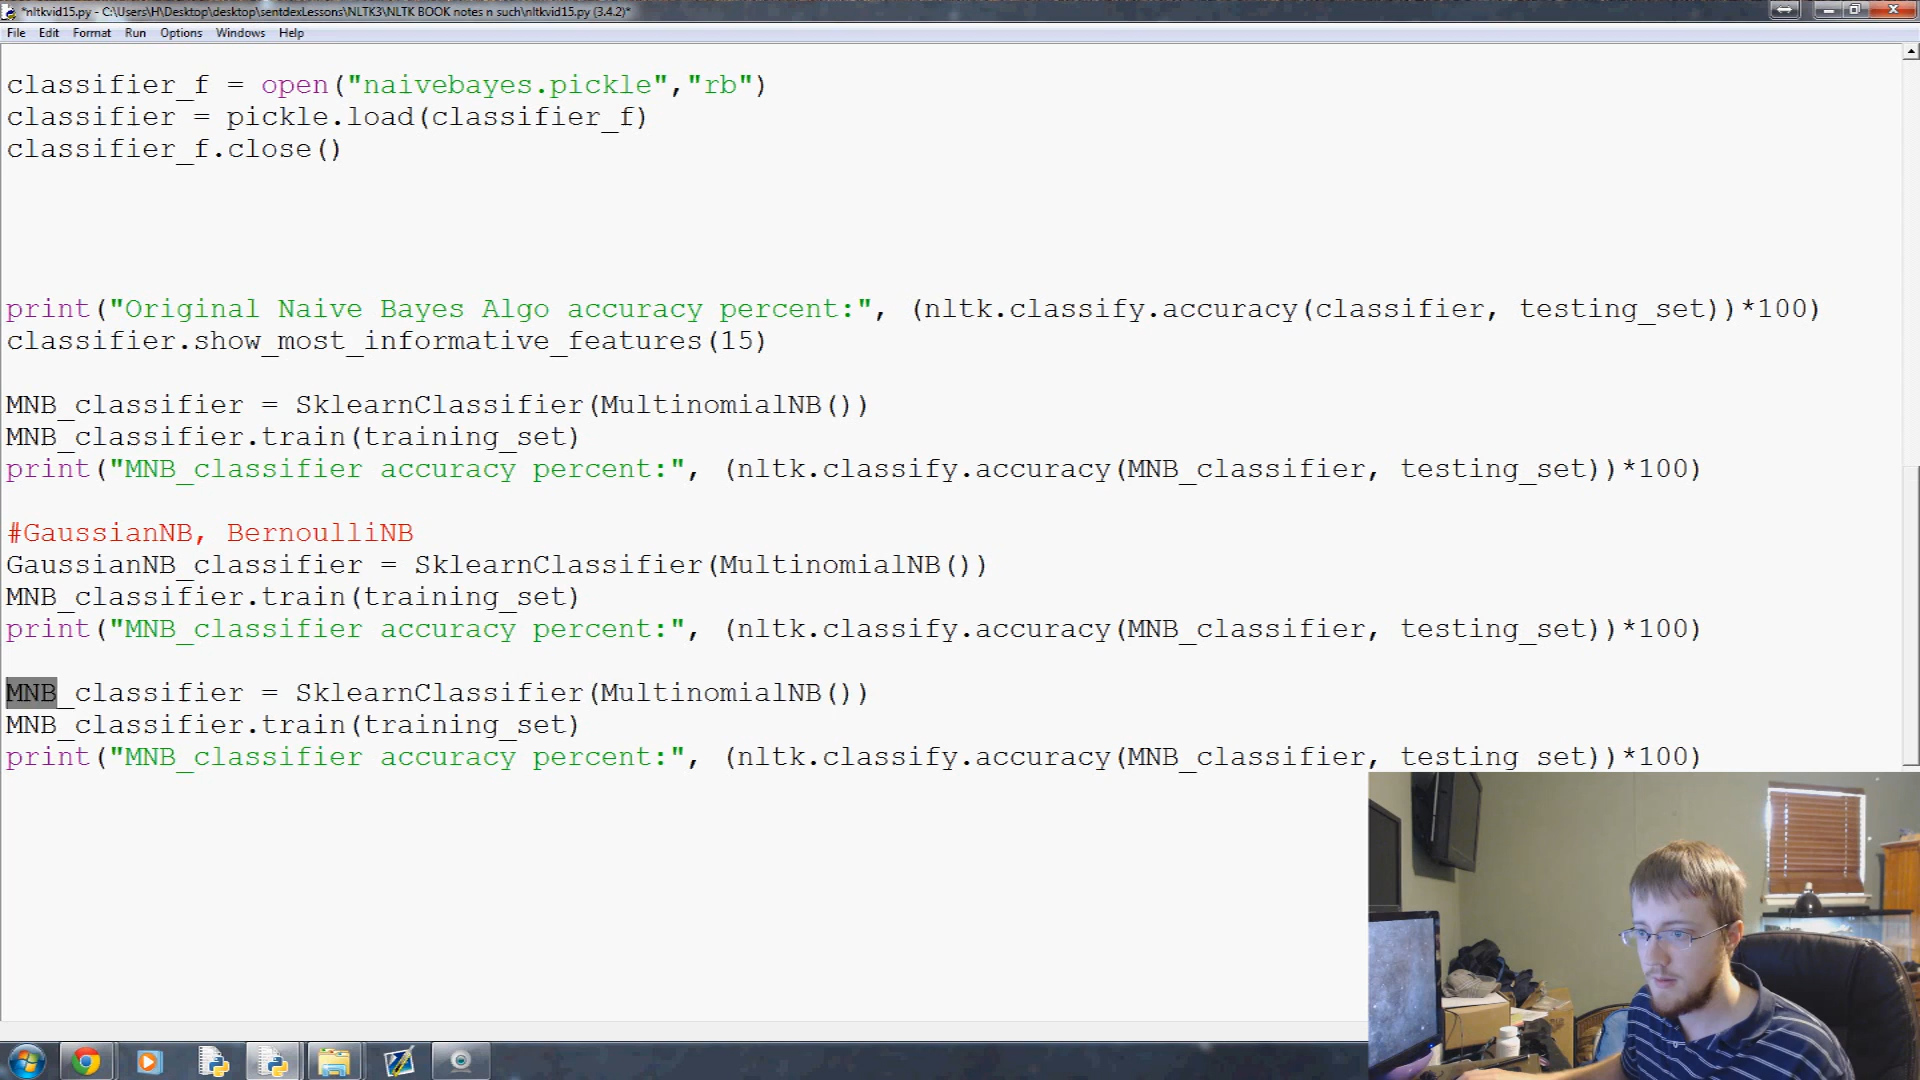 *nltkvid15.py - C:\Users\H\Desktop\desktop\sentdexLessons\NLTK3\NLTK BOOK notes n such\nltkvid15.py (3.4.2)*
File Edit Format Run Options Windows Help
classifier_f = open("naivebayes.pickle","rb")
classifier = pickle.load(classifier_f)
classifier_f.close()
print("Original Naive Bayes Algo accuracy percent:", (nltk.classify.accuracy(classifier, testing_set))*100)
classifier.show_most_informative_features(15)
MNB_classifier = SklearnClassifier(MultinomialNB())
MNB_classifier.train(training_set)
print("MNB_classifier accuracy percent:", (nltk.classify.accuracy(MNB_classifier, testing_set))*100)
#GaussianNB, BernoulliNB
GaussianNB_classifier = SklearnClassifier(MultinomialNB())
MNB_classifier.train(training_set)
print("MNB_classifier accuracy percent:", (nltk.classify.accuracy(MNB_classifier, testing_set))*100)
MNB_classifier = SklearnClassifier(MultinomialNB())
MNB_classifier.train(training_set)
print("MNB_classifier accuracy percent:", (nltk.classify.accuracy(MNB_classifier, testing_set))*100)